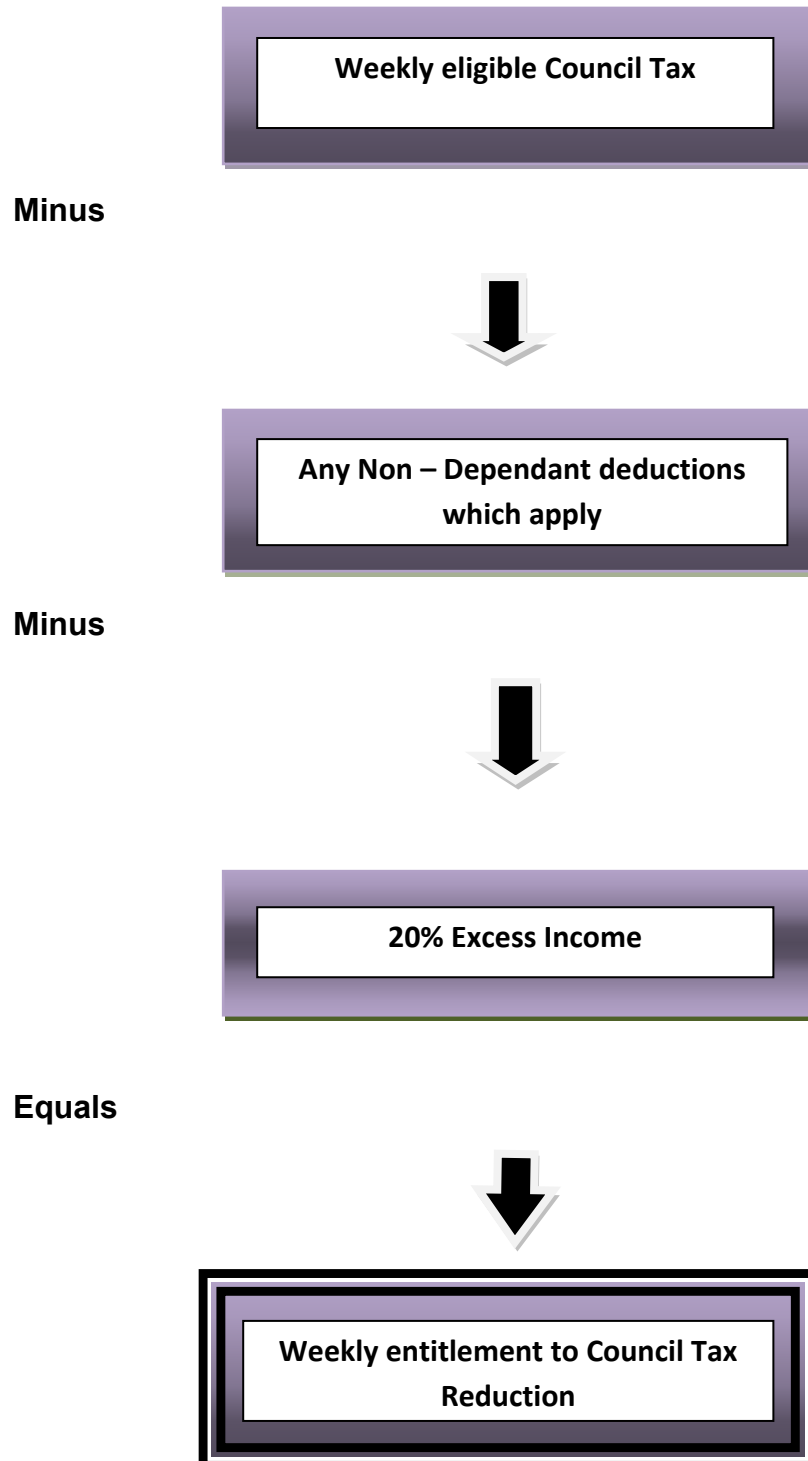 Weekly eligible Council Tax
Minus
Any Non – Dependant deductions
which apply
Minus
20% Excess Income
Equals
Weekly entitlement to Council Tax
Reduction